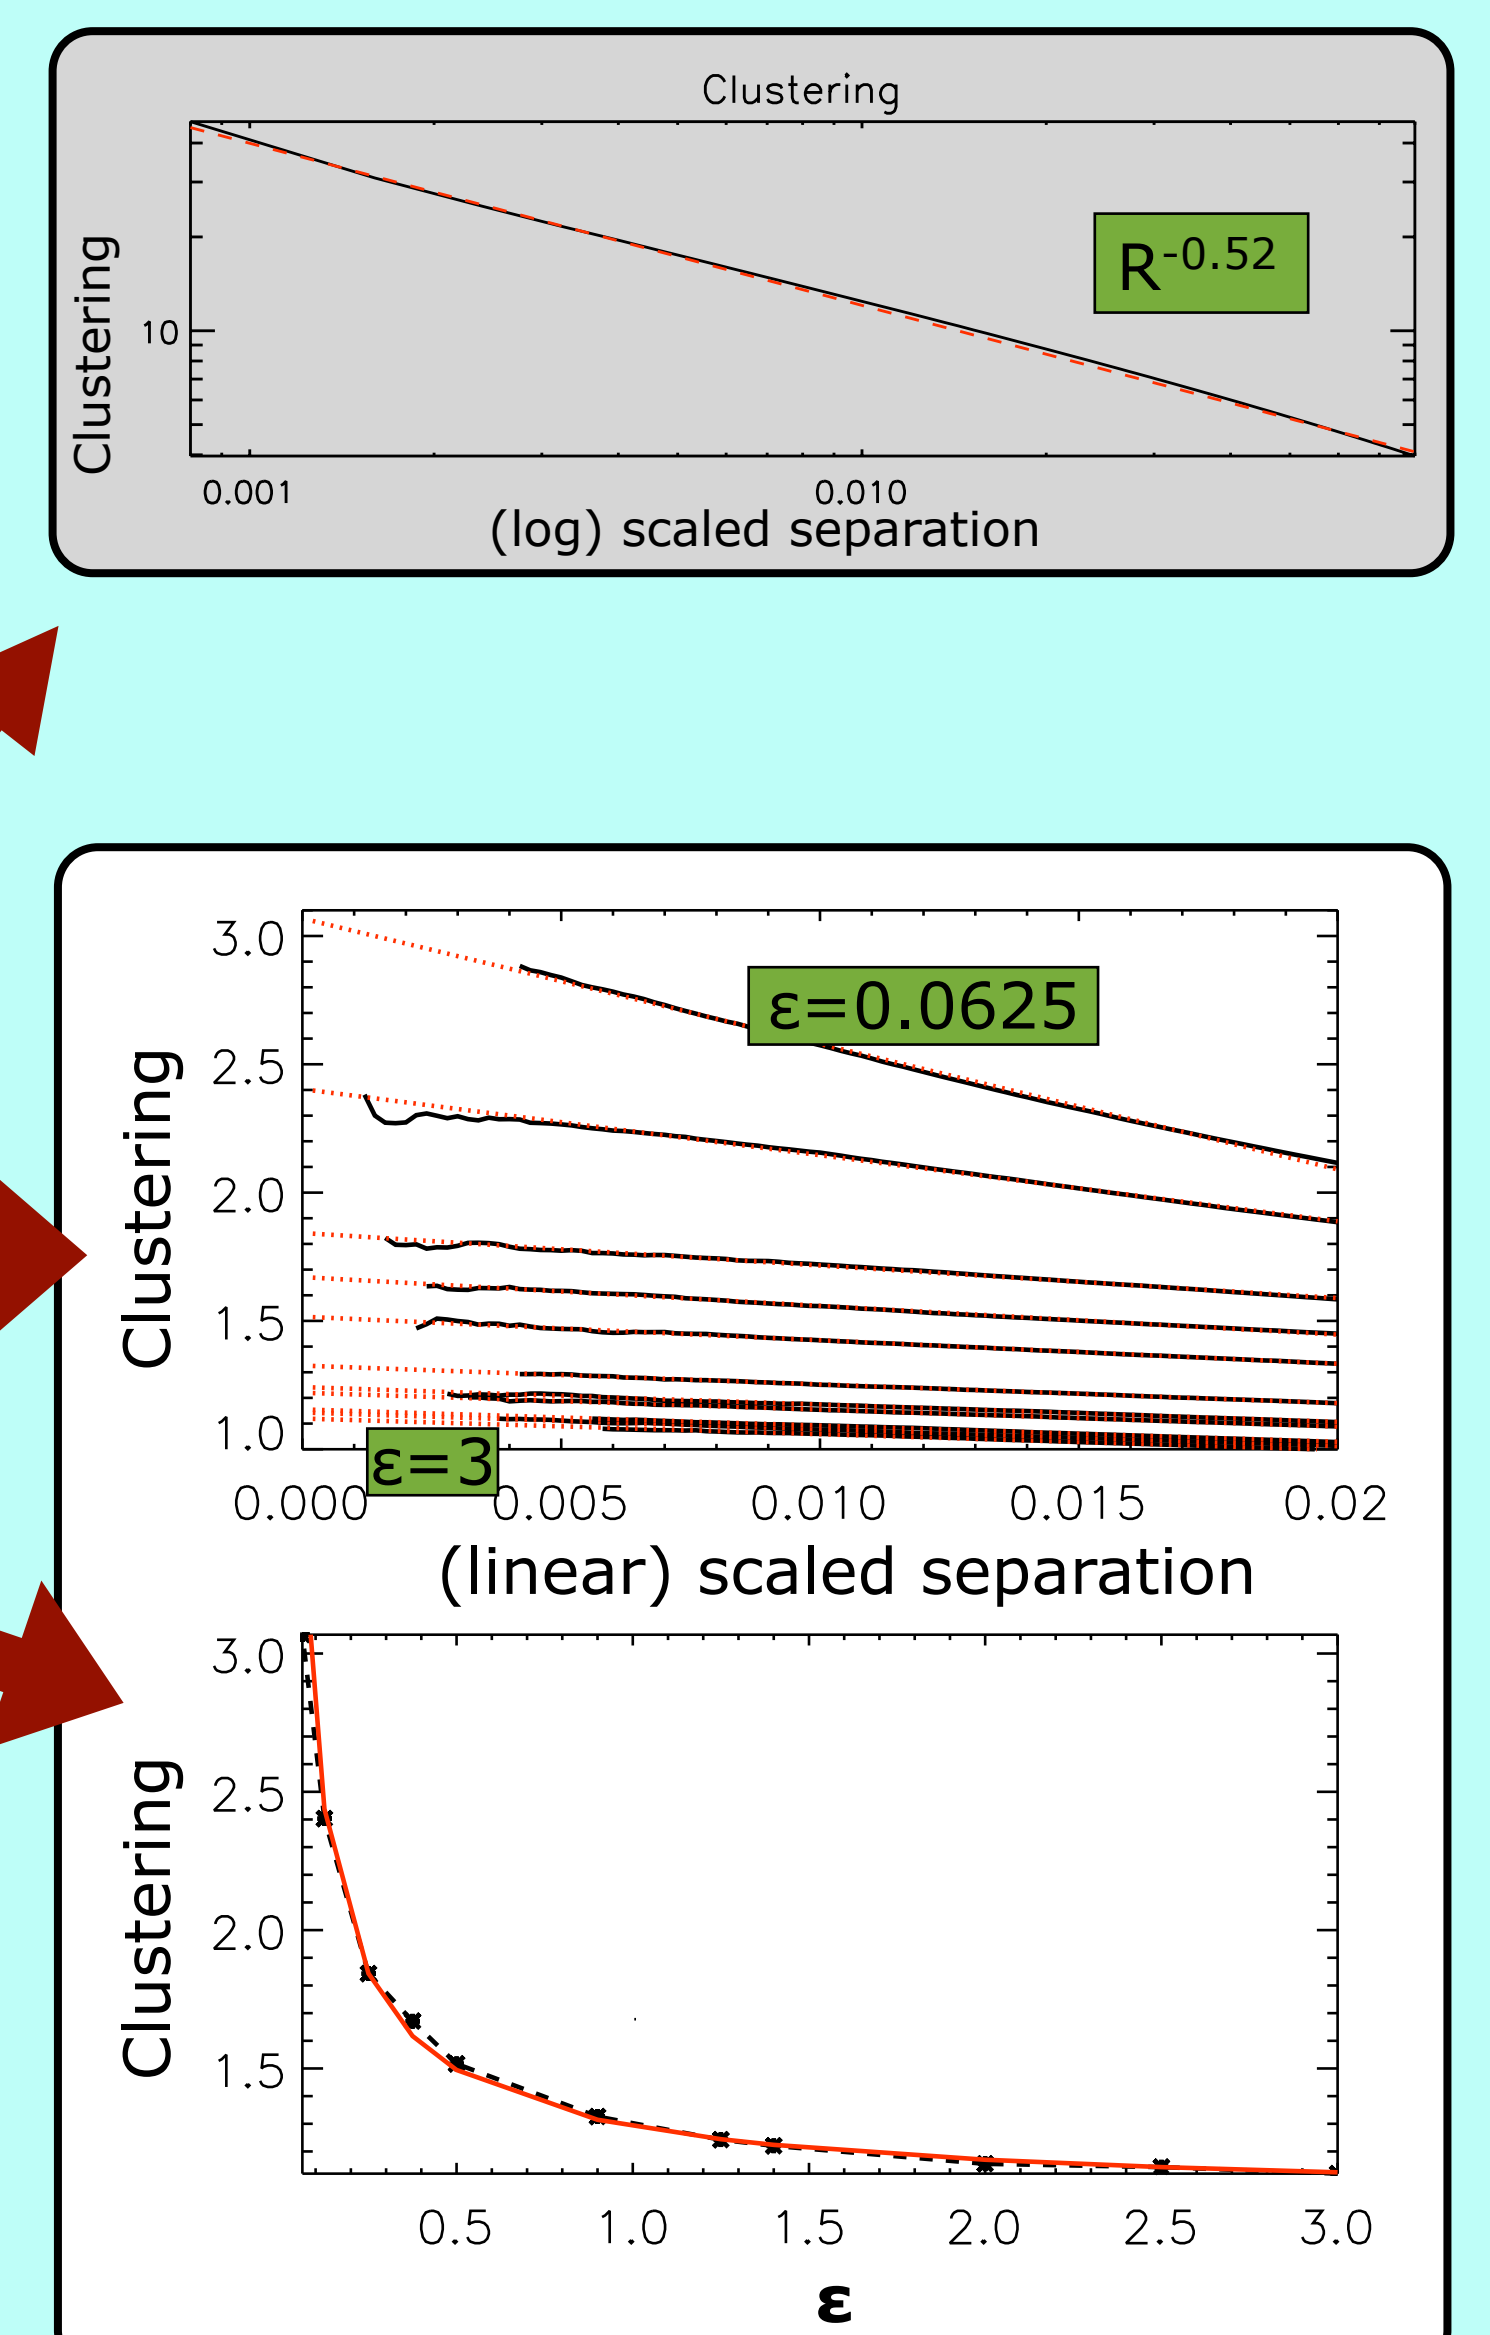 Clustering
Clustering
R-0.52
10
0.001 0.010
(log) scaled separation
3.0
ε=0.0625
2.5
Clustering
2.0
1.5
1.0
ε=3
0.000 0.005 0.010 0.015 0.02
(linear) scaled separation
3.0
2.5
Clustering
2.0
1.5
0.5 1.0 1.5 2.0 2.5 3.0
ε